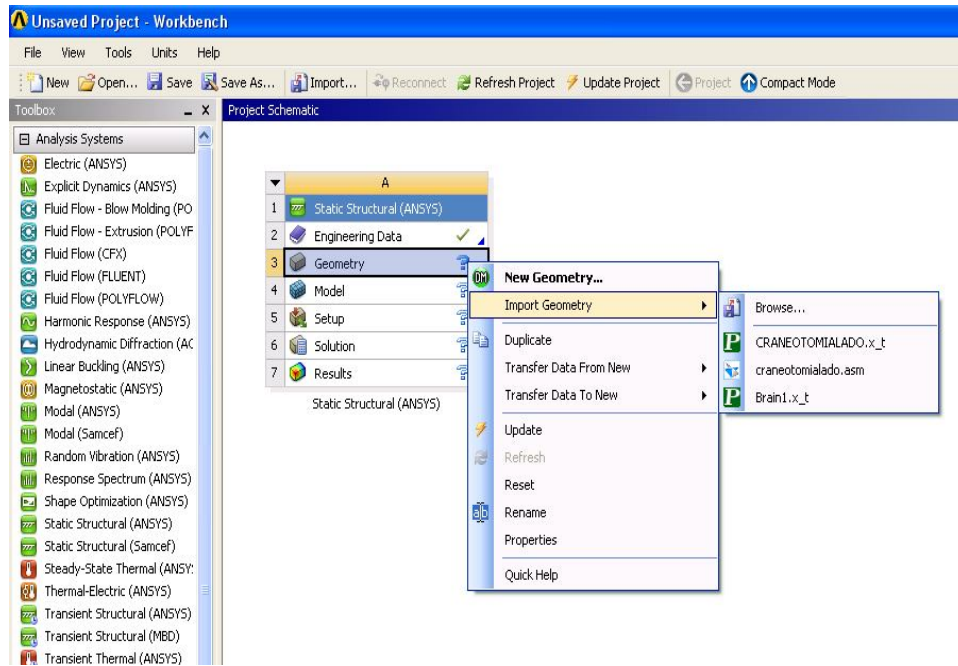 Unsaved Project - Workbench
File View Tools Units Help
New Open... Save Save As... Import... Reconnect Refresh Project Update Project Project Compact Mode
Toolbox
Project Schematic
Analysis Systems
Electric (ANSYS)
Explicit Dynamics (ANSYS)
Fluid Flow - Blow Molding (PO
Fluid Flow - Extrusion (POLYF
Fluid Flow (CFX)
Fluid Flow (FLUENT)
Fluid Flow (POLYFLOW)
Harmonic Response (ANSYS)
Hydrodynamic Diffraction (AC
Linear Buckling (ANSYS)
Magnetostatic (ANSYS)
Modal (ANSYS)
Modal (Samcef)
Random Vibration (ANSYS)
Response Spectrum (ANSYS)
Shape Optimization (ANSYS)
Static Structural (ANSYS)
Static Structural (Samcef)
Steady-State Thermal (ANSY:
Thermal-Electric (ANSYS)
Transient Structural (ANSYS)
Transient Structural (MBD)
Transient Thermal (ANSYS)
A
1 Static Structural (ANSYS)
2 Engineering Data
3 Geometry
4 Model
5 Setup
6 Solution
7 Results
Static Structural (ANSYS)
DM New Geometry...
Import Geometry
Duplicate
Transfer Data From New
Transfer Data To New
Update
Refresh
Reset
ab Rename
Properties
Quick Help
Browse...
P CRANEOTOMIALADO.x_t
craneotomialado.asm
P Brain1.x_t